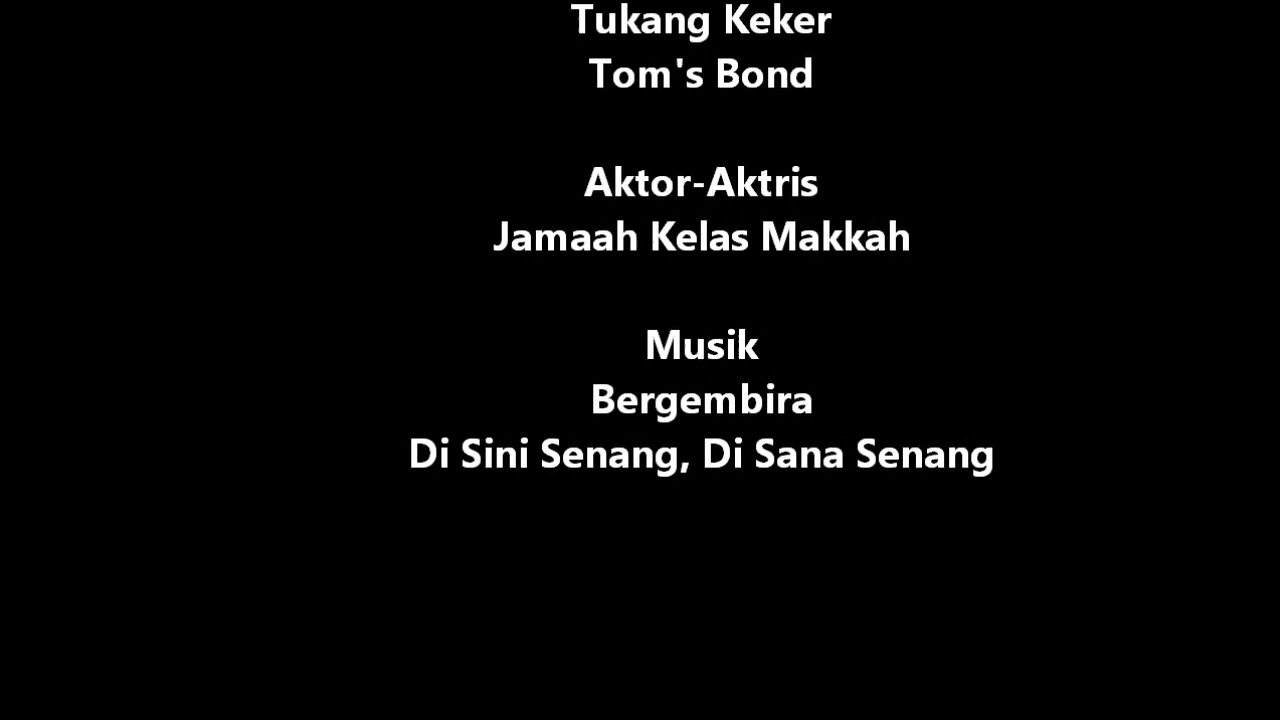 Tukang Keker
Tom's Bond
Aktor-Aktris
Jamaah Kelas Makkah
Musik
Bergembira
Di Sini Senang, Di Sana Senang